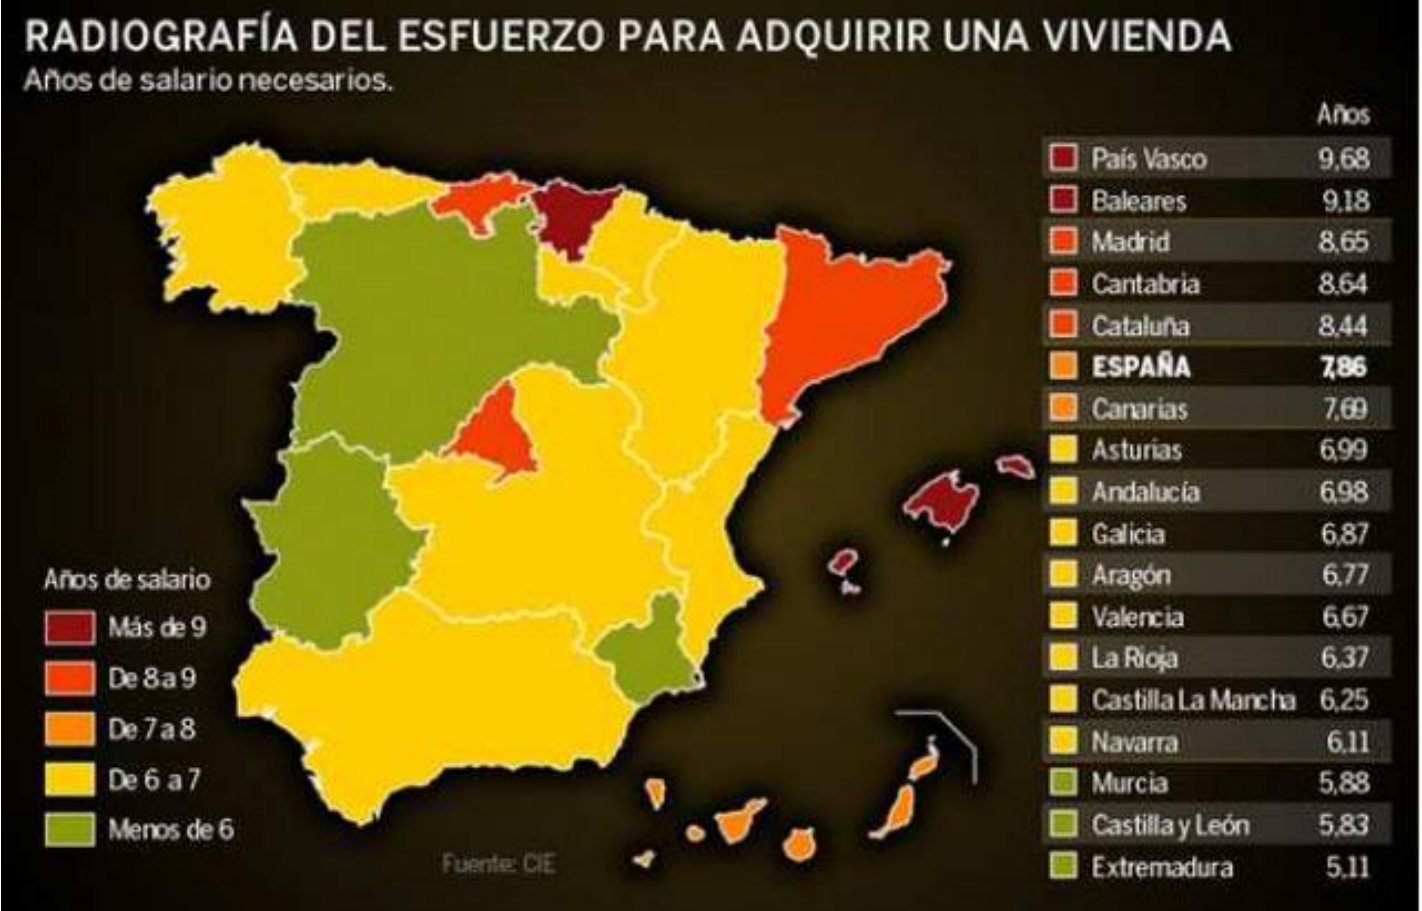 RADIOGRAFÍA DEL ESFUERZO PARA ADQUIRIR UNA VIVIENDA
Años de salario necesarios.
Años
País Vasco 9,68
Baleares 9,18
Madrid 8,65
Cantabria 8,64
Cataluña 8,44
ESPAÑA 7,86
Canarias 7,69
Asturias 6,99
Andalucía 6,98
Galicia 6,87
Aragón 6,77
Valencia 6,67
La Rioja 6,37
Castilla La Mancha 6,25
Navarra 6,11
Murcia 5,88
Castilla y León 5,83
Extremadura 5,11
Años de salario
Más de 9
De 8 a 9
De 7 a 8
De 6 a 7
Menos de 6
Fuente: CIE